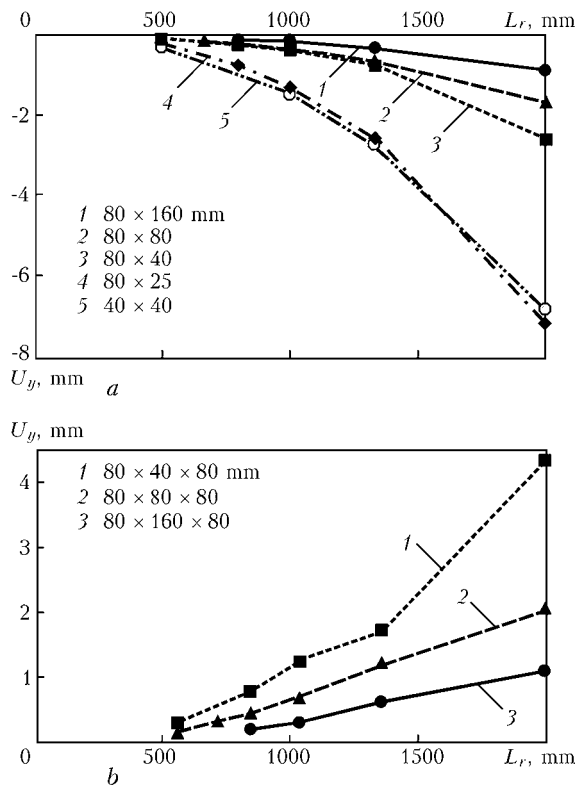 0 500 1000 1500 L_r, mm
-2
-4
-6
-8
1
2
3
4
5
1 80 × 160 mm
2 80 × 80
3 80 × 40
4 80 × 25
5 40 × 40
U_y, mm
a
U_y, mm
4
3
2
1
0
1 80 × 40 × 80 mm
2 80 × 80 × 80
3 80 × 160 × 80
1
2
3
500 1000 1500 L_r, mm
b